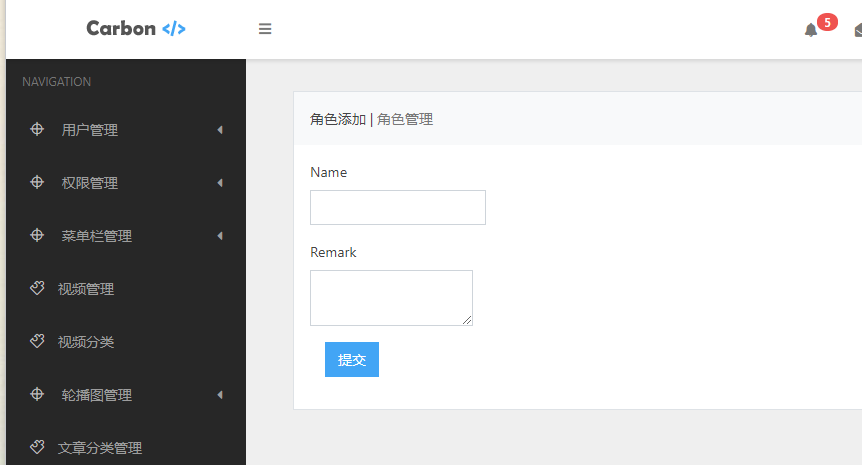 Carbon </>
5
NAVIGATION
用户管理
权限管理
菜单栏管理
视频管理
视频分类
轮播图管理
文章分类管理
角色添加 | 角色管理
Name
Remark
提交